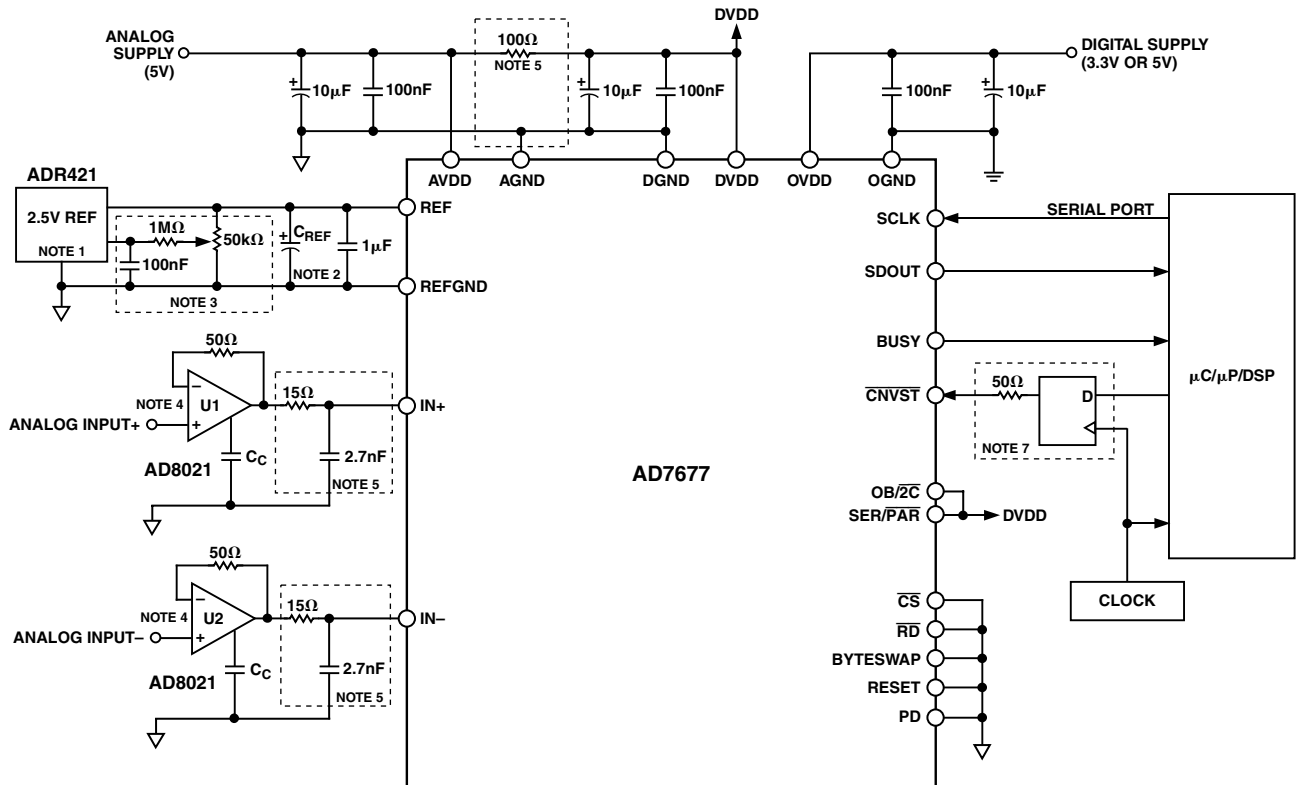 DVDD
ANALOG
SUPPLY
(5V)
100Ω
NOTE 5
DIGITAL SUPPLY
(3.3V OR 5V)
+
10μF
100nF
+
10μF
100nF
100nF
+
10μF
AVDD
AGND
DGND
DVDD
OVDD
OGND
ADR421
2.5V REF
NOTE 1
1MΩ
50kΩ
100nF
NOTE 3
+
CREF
NOTE 2
1μF
REF
REFGND
SCLK
SERIAL PORT
SDOUT
BUSY
CNVST
50Ω
D
NOTE 7
μC/μP/DSP
50Ω
−
NOTE 4
U1
+
ANALOG INPUT+
AD8021
CC
15Ω
2.7nF
NOTE 5
IN+
AD7677
OB/2C
SER/PAR
DVDD
50Ω
−
NOTE 4
U2
+
ANALOG INPUT−
AD8021
CC
15Ω
2.7nF
NOTE 5
IN−
CLOCK
CS
RD
BYTESWAP
RESET
PD